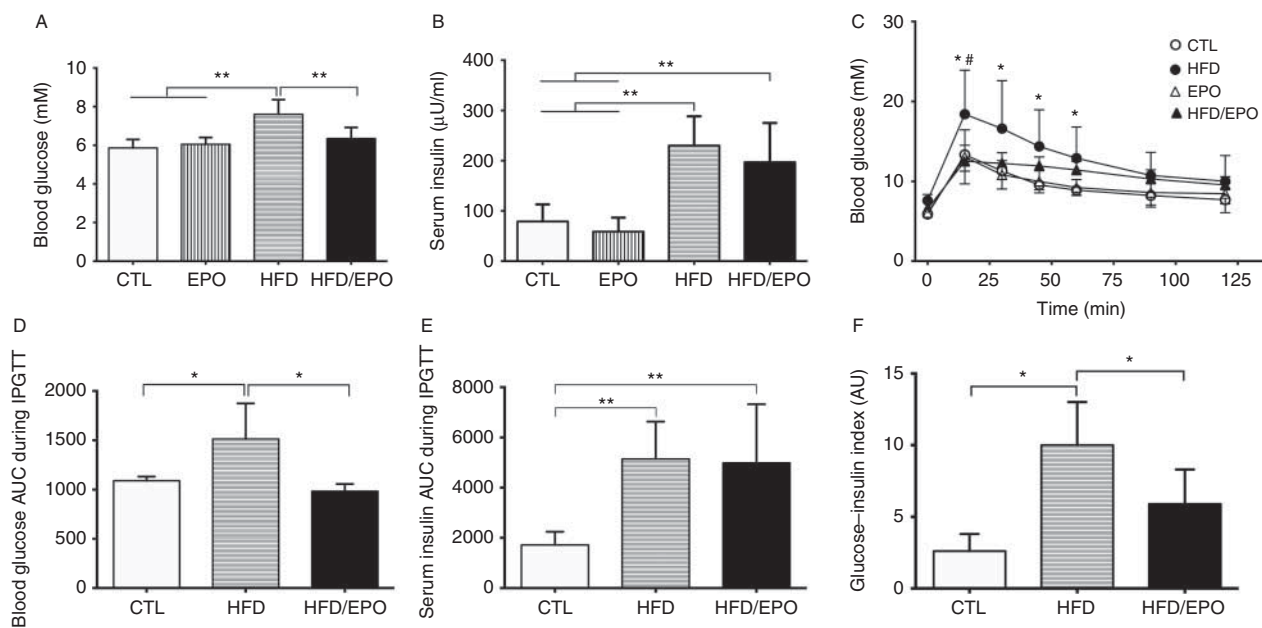 A
Blood glucose (mM)
10
8
6
4
2
0
**
**
CTL
EPO
HFD
HFD/EPO
B
Serum insulin (µU/ml)
400
300
200
100
0
**
**
CTL
EPO
HFD
HFD/EPO
C
Blood glucose (mM)
30
20
10
0
* #
*
*
*
CTL
HFD
EPO
HFD/EPO
0 25 50 75 100 125
Time (min)
D
Blood glucose AUC during IPGTT
2000
1500
1000
500
0
*
*
CTL
HFD
HFD/EPO
E
Serum insulin AUC during IPGTT
8000
6000
4000
2000
0
**
**
CTL
HFD
HFD/EPO
F
Glucose–insulin index (AU)
15
10
5
0
*
*
CTL
HFD
HFD/EPO